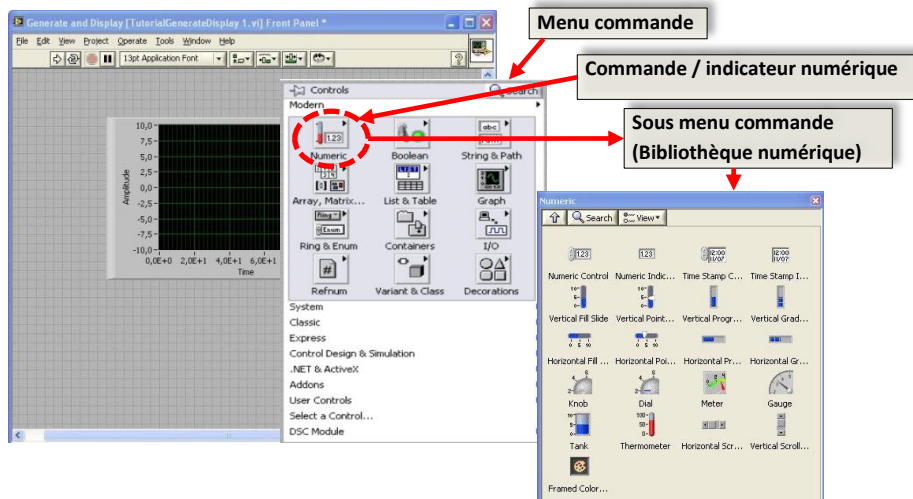 Generate and Display [TutorialGenerateDisplay 1.vi] Front Panel *
File Edit View Project Operate Tools Window Help
13pt Application Font
Menu commande
Commande / indicateur numérique
Sous menu commande
(Bibliothèque numérique)
Controls
Search
Modern
Numeric Boolean String & Path
Array, Matrix... List & Table Graph
Ring & Enum Containers I/O
Refnum Variant & Class Decorations
System
Classic
Express
Control Design & Simulation
.NET & ActiveX
Addons
User Controls
Select a Control...
DSC Module
10,0
7,5
5,0
2,5
0,0
-2,5
-5,0
-7,5
-10,0
Amplitude
0,0E+0 2,0E+1 4,0E+1 6,0E+1
Time
Numeric
Search View
Numeric Control Numeric Indic... Time Stamp C... Time Stamp I...
Vertical Fill Slide Vertical Point... Vertical Progr... Vertical Grad...
Horizontal Fill ... Horizontal Poi... Horizontal Pr... Horizontal Gr...
Knob Dial Meter Gauge
Tank Thermometer Horizontal Scr... Vertical Scroll...
Framed Color...